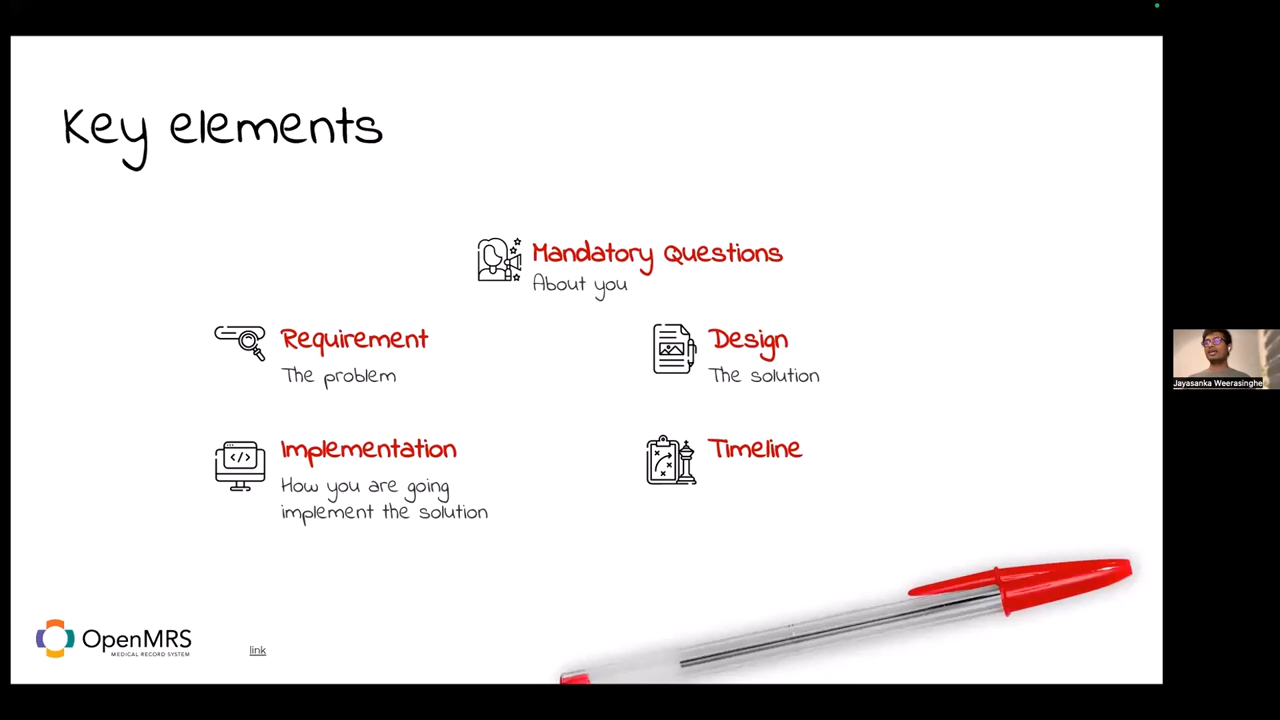 Key elements
Mandatory Questions
About you
Requirement
The problem
Design
The solution
Implementation
How you are going
implement the solution
Timeline
OpenMRS
MEDICAL RECORD SYSTEM
link
Jayasanka Weerasinghe